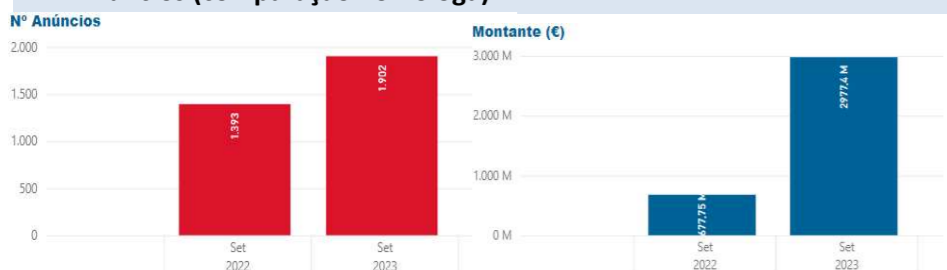 Nº Anúncios
2.000
1.500
1.000
500
0
1.393
1.902
Set
2022
Set
2023
Montante (€)
3.000 M
2.000 M
1.000 M
0 M
677,75 M
2977,4 M
Set
2022
Set
2023